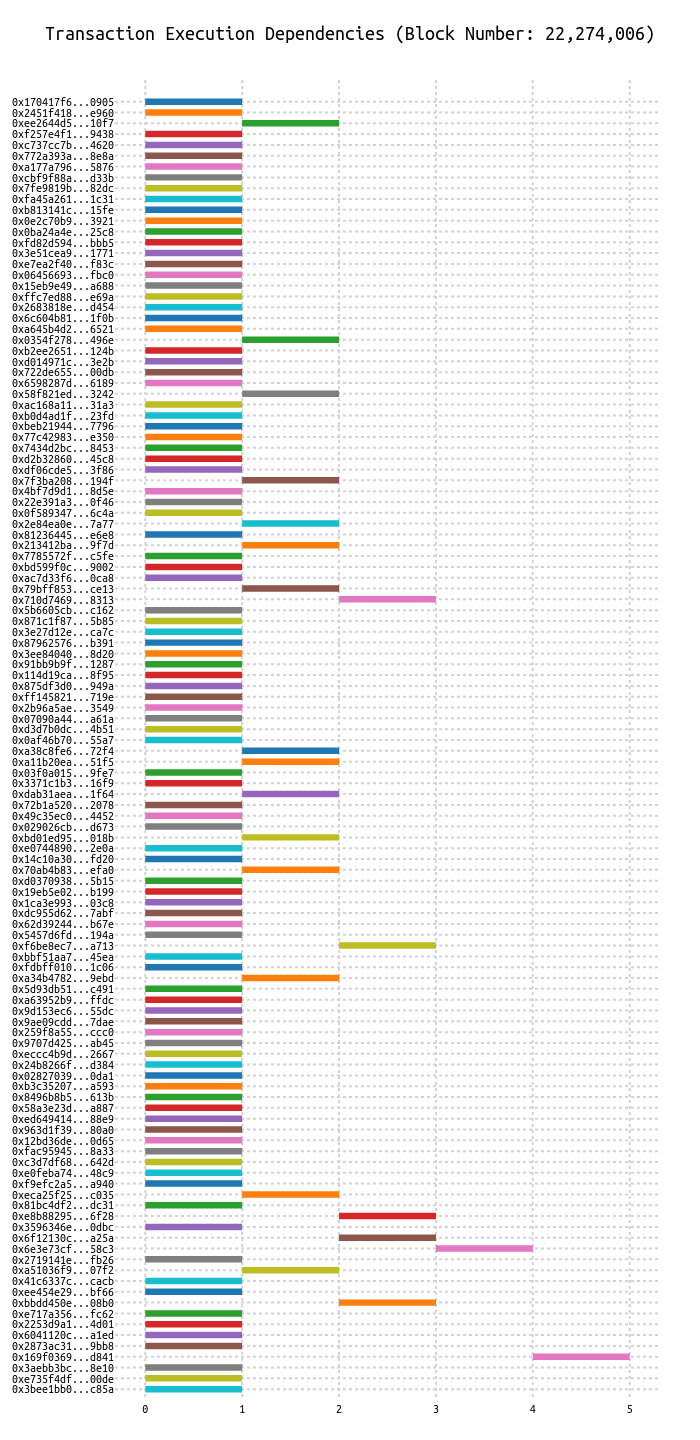 Transaction Execution Dependencies (Block Number: 22,274,006)
0x170417f6...0905
0x2451f418...e960
0xee2644d5...10f7
0xf257e4f1...9438
0xc737cc7b...4620
0x772a393a...8e8a
0xa177a796...5876
0xcbf9f88a...d33b
0x7fe9819b...82dc
0xfa45a261...1c31
0xb813141c...15fe
0x0e2c70b9...3921
0x0ba24a4e...25c8
0xfd82d594...bbb5
0x3e51cea9...1771
0xe7ea2f40...f83c
0x06456693...fbc0
0x15eb9e49...a688
0xffc7ed88...e69a
0x2683818e...d454
0x6c604b81...1f0b
0xa645b4d2...6521
0x0354f278...496e
0xb2ee2651...124b
0xd014971c...3e2b
0x722de655...00db
0x6598287d...6189
0x58f821ed...3242
0xac168a11...31a3
0xb0d4ad1f...23fd
0xbeb21944...7796
0x77c42983...e350
0x7434d2bc...8453
0xd2b32860...45c8
0xdf06cde5...3f86
0x7f3ba208...194f
0x4bf7d9d1...8d5e
0x22e391a3...0f46
0x0f589347...6c4a
0x2e84ea0e...7a77
0x81236445...e6e8
0x213412ba...9f7d
0x7785572f...c5fe
0xbd599f0c...9002
0xac7d33f6...0ca8
0x79bff853...ce13
0x710d7469...8313
0x5b6605cb...c162
0x871c1f87...5b85
0x3e27d12e...ca7c
0x87962576...b391
0x3ee84040...8d20
0x91bb9b9f...1287
0x114d19ca...8f95
0x875df3d0...949a
0xff145821...719e
0x2b96a5ae...3549
0x07090a44...a61a
0xd3d7b0dc...4b51
0x0af46b70...55a7
0xa38c8fe6...72f4
0xa11b20ea...51f5
0x03f0a015...9fe7
0x3371c1b3...16f9
0xdab31aea...1f64
0x72b1a520...2078
0x49c35ec0...4452
0x029026cb...d673
0xbd01ed95...018b
0xe0744890...2e0a
0x14c10a30...fd20
0x70ab4b83...efa0
0xd0370938...5b15
0x19eb5e02...b199
0x1ca3e993...03c8
0xdc955d62...7abf
0x62d39244...b67e
0x5457d6fd...194a
0xf6be8ec7...a713
0xbbf51aa7...45ea
0xfdbff010...1c06
0xa34b4782...9ebd
0x5d93db51...c491
0xa63952b9...ffdc
0x9d153ec6...55dc
0x9ae09cdd...7dae
0x259f8a55...ccc0
0x9707d425...ab45
0xeccc4b9d...2667
0x24b8266f...d384
0x02827039...0da1
0xb3c35207...a593
0x8496b8b5...613b
0x58a3e23d...a887
0xed649414...88e9
0x963d1f39...80a0
0x12bd36de...0d65
0xfac95945...8a33
0xc3d7df68...642d
0xe0feba74...48c9
0xf9efc2a5...a940
0xeca25f25...c035
0x81bc4df2...dc31
0xe8b88295...6f28
0x3596346e...0dbc
0x6f12130c...a25a
0x6e3e73cf...58c3
0x2719141e...fb26
0xa51036f9...07f2
0x41c6337c...cacb
0xee454e29...bf66
0xbbdd450e...08b0
0xe717a356...fc62
0x2253d9a1...4d01
0x6041120c...a1ed
0x2873ac31...9bb8
0x169f0369...d841
0x3aebb3bc...8e10
0xe735f4df...00de
0x3bee1bb0...c85a
0 1 2 3 4 5